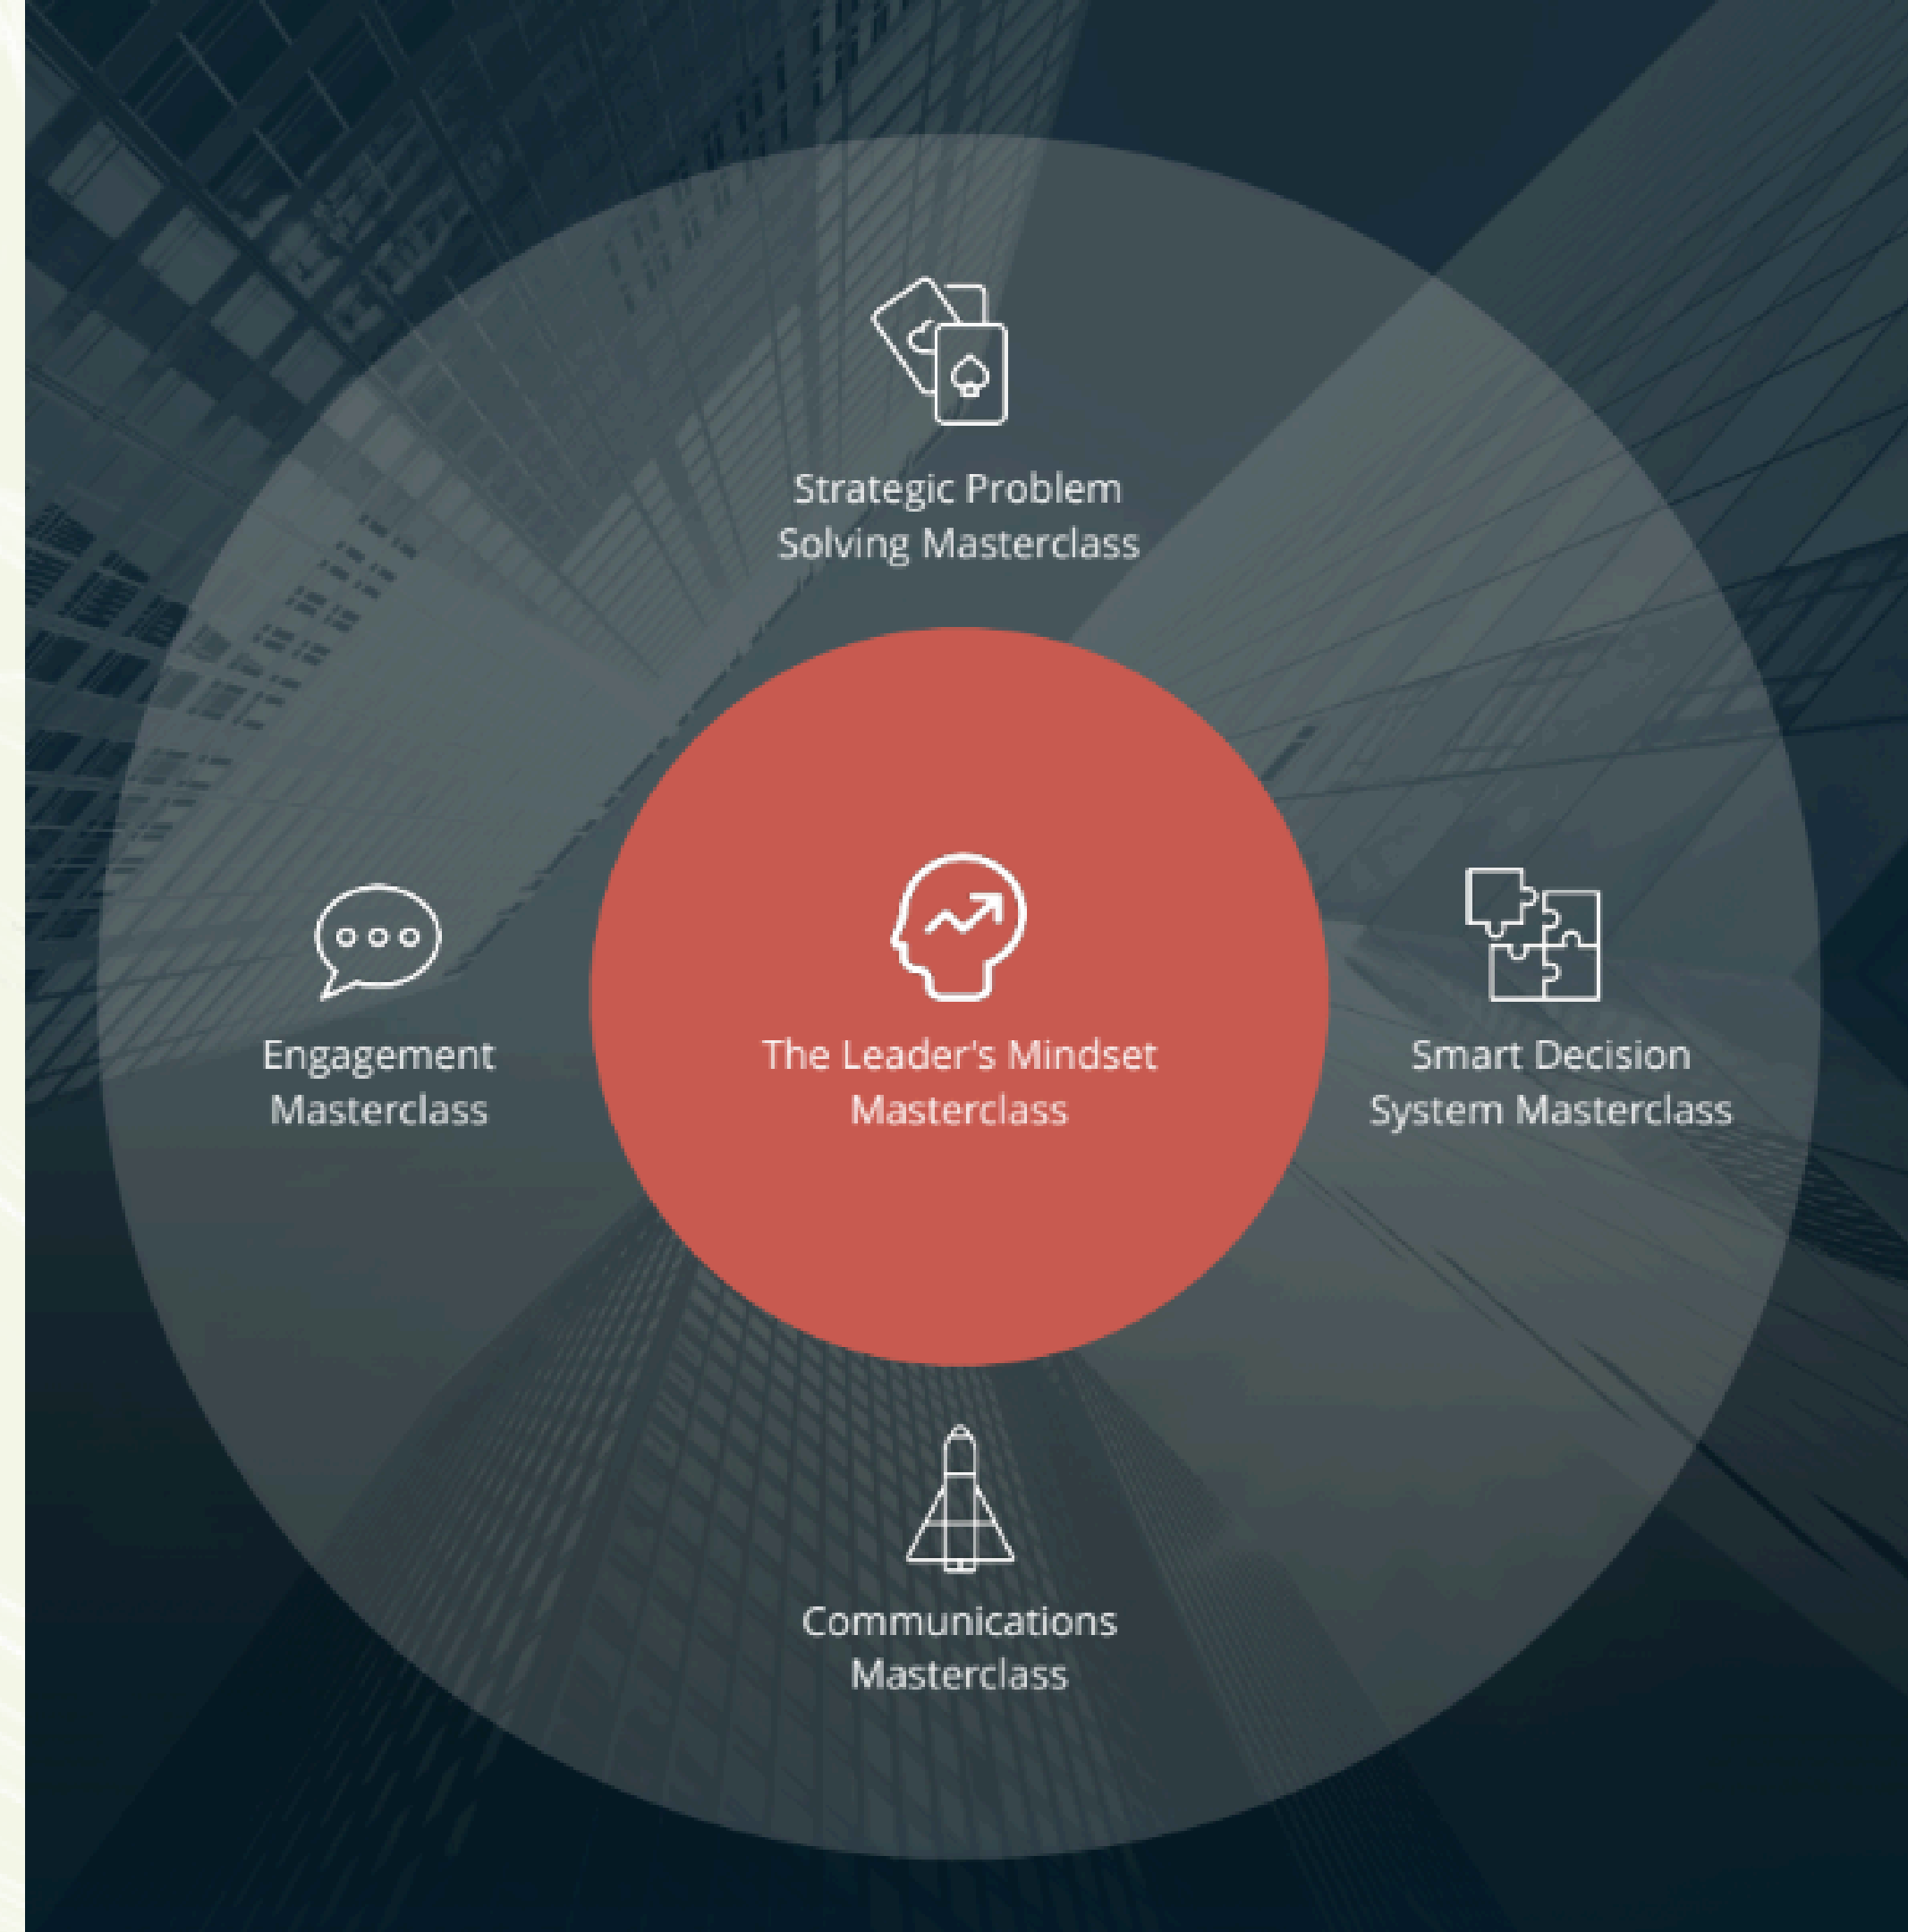 Strategic Problem
Solving Masterclass
Engagement
Masterclass
The Leader's Mindset
Masterclass
Smart Decision
System Masterclass
Communications
Masterclass